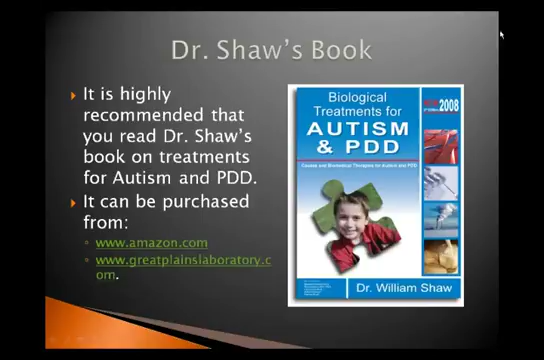 Dr. Shaw's Book
It is highly
recommended that
you read Dr. Shaw's
book on treatments
for Autism and PDD.
It can be purchased
from:
www.amazon.com
www.greatplainslaboratory.c
om.
Biological
Treatments for
AUTISM
& PDD
2008
Causes and Biomedical Therapies for Autism and PDD
Dr. William Shaw